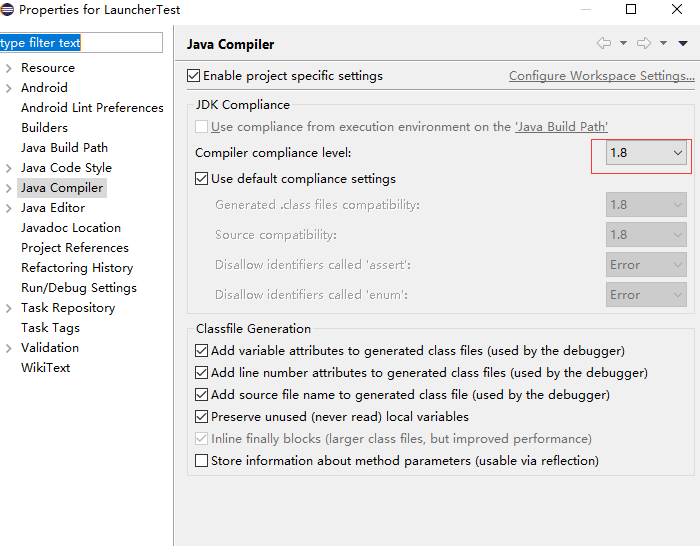 Properties for LauncherTest
type filter text
Resource
Android
Android Lint Preferences
Builders
Java Build Path
Java Code Style
Java Compiler
Java Editor
Javadoc Location
Project References
Refactoring History
Run/Debug Settings
Task Repository
Task Tags
Validation
WikiText
Java Compiler
Enable project specific settings Configure Workspace Settings...
JDK Compliance
Use compliance from execution environment on the 'Java Build Path'
Compiler compliance level: 1.8
Use default compliance settings
Generated .class files compatibility: 1.8
Source compatibility: 1.8
Disallow identifiers called 'assert': Error
Disallow identifiers called 'enum': Error
Classfile Generation
Add variable attributes to generated class files (used by the debugger)
Add line number attributes to generated class files (used by the debugger)
Add source file name to generated class file (used by the debugger)
Preserve unused (never read) local variables
Inline finally blocks (larger class files, but improved performance)
Store information about method parameters (usable via reflection)